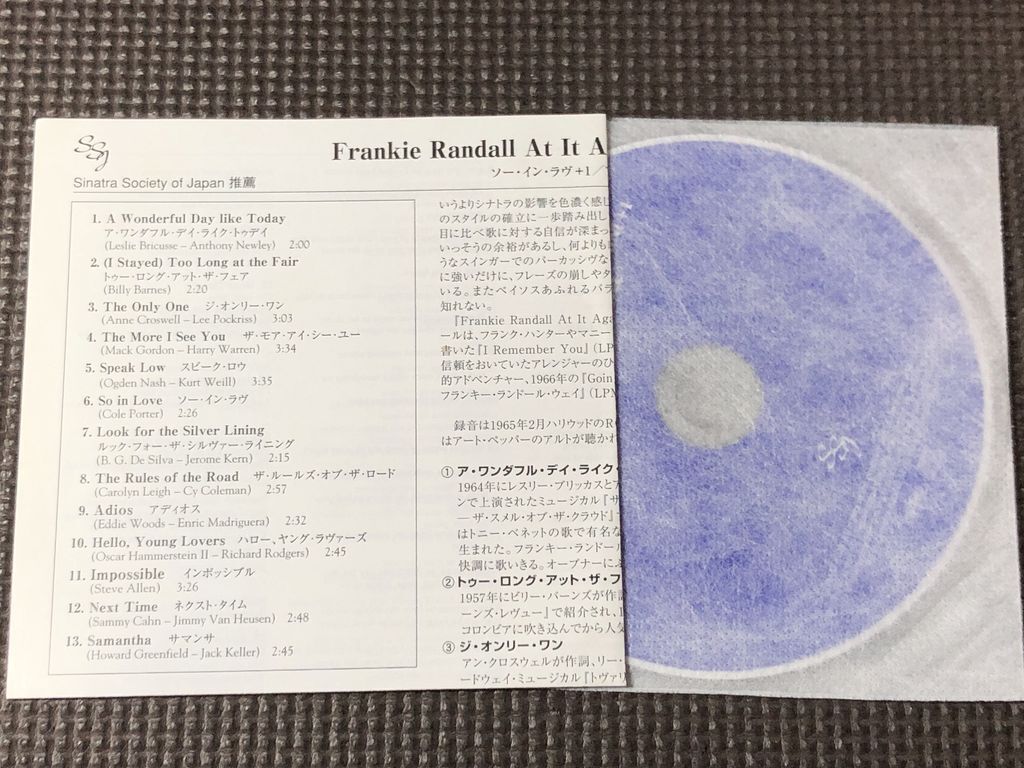 SSJ
Sinatra Society of Japan 推薦
Frankie Randall At It A
ソー・イン・ラヴ+1／
1. A Wonderful Day like Today
ア・ワンダフル・デイ・ライク・トゥデイ
(Leslie Bricusse – Anthony Newley) 2:00
2. (I Stayed) Too Long at the Fair
トゥー・ロング・アット・ザ・フェア
(Billy Barnes) 2:20
3. The Only One ジ・オンリー・ワン
(Anne Croswell – Lee Pockriss) 3:03
4. The More I See You ザ・モア・アイ・シー・ユー
(Mack Gordon – Harry Warren) 3:34
5. Speak Low スピーク・ロウ
(Ogden Nash – Kurt Weill) 3:35
6. So in Love ソー・イン・ラヴ
(Cole Porter) 2:26
7. Look for the Silver Lining
ルック・フォー・ザ・シルヴァー・ライニング
(B. G. De Silva – Jerome Kern) 2:15
8. The Rules of the Road ザ・ルールズ・オブ・ザ・ロード
(Carolyn Leigh – Cy Coleman) 2:57
9. Adios アディオス
(Eddie Woods – Enric Madriguera) 2:32
10. Hello, Young Lovers ハロー、ヤング・ラヴァーズ
(Oscar Hammerstein II – Richard Rodgers) 2:45
11. Impossible インポッシブル
(Steve Allen) 3:26
12. Next Time ネクスト・タイム
(Sammy Cahn – Jimmy Van Heusen) 2:48
13. Samantha サマンサ
(Howard Greenfield – Jack Keller) 2:45
いうよりシナトラの影響を色濃く感じ
のスタイルの確立に一歩踏み出し
目に比べ歌に対する自信が深まっ
いっそうの余裕があるし、何よりも
うなスインガーでのパーカッシヴな
に強いだけに、フレーズの崩しや
いる。またペイソスあふれるバラ
知れない。
『Frankie Randall At It Aga
ールは、フランク・ハンターやマニー
書いた『I Remember You』(LP
信頼をおいていたアレンジャーのひ
的アドベンチャー、1966年の『Goin
フランキー・ランドール・ウェイ』(LPM
録音は1965年2月ハリウッドのR
はアート・ペッパーのアルトが聴か
① ア・ワンダフル・デイ・ライク・
1964年にレスリー・ブリッカスとア
ンで上演されたミュージカル『ザ
― ザ・スメル・オブ・ザ・クラウド』
はトニー・ベネットの歌で有名な
生まれた。フランキー・ランドー
快調に歌いきる。オープナーに
② トゥー・ロング・アット・ザ・フ
1957年にビリー・バーンズが作
ーンズ・レヴュー』で紹介され、
コロンビアに吹き込んでから人
③ ジ・オンリー・ワン
アン・クロスウェルが作詞、リー・
ードウェイ・ミュージカル『トヴァリ